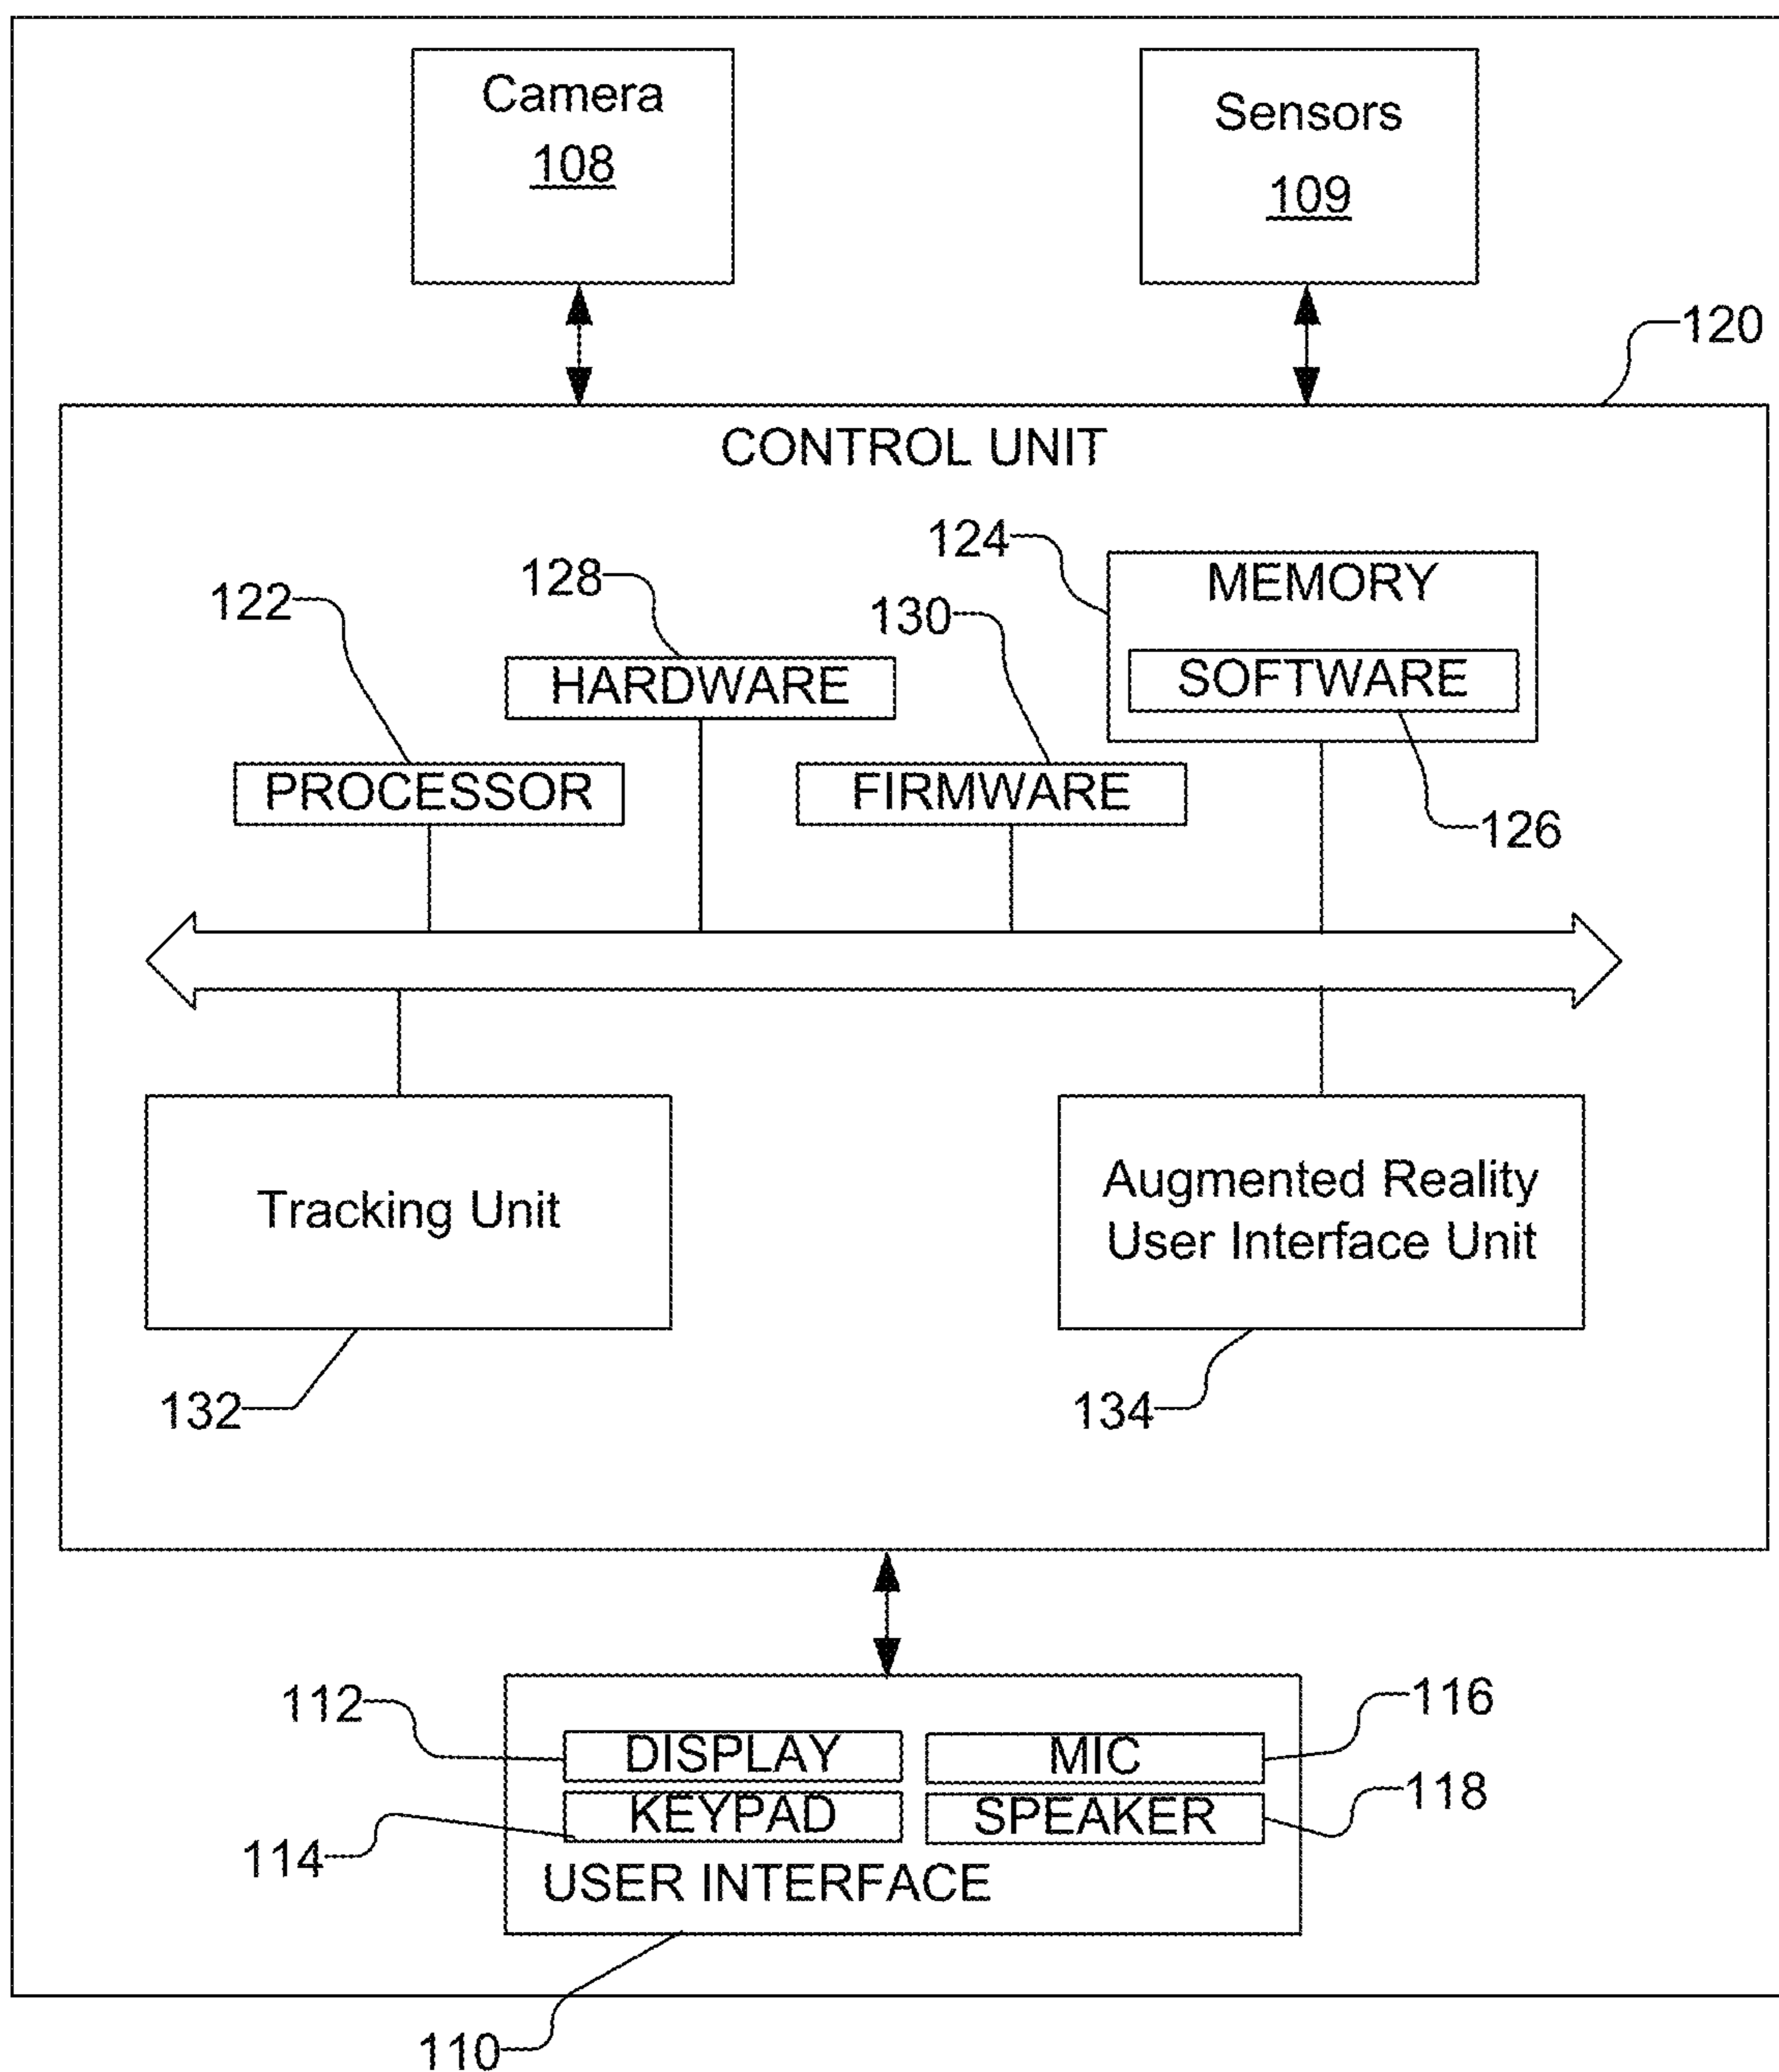 Camera
108
Sensors
109
120
CONTROL UNIT
124
MEMORY
128
122
130
HARDWARE
SOFTWARE
PROCESSOR
FIRMWARE
126
Tracking Unit
Augmented Reality
User Interface Unit
132
134
112
116
DISPLAY
MIC
118
KEYPAD
SPEAKER
114
USER INTERFACE
110